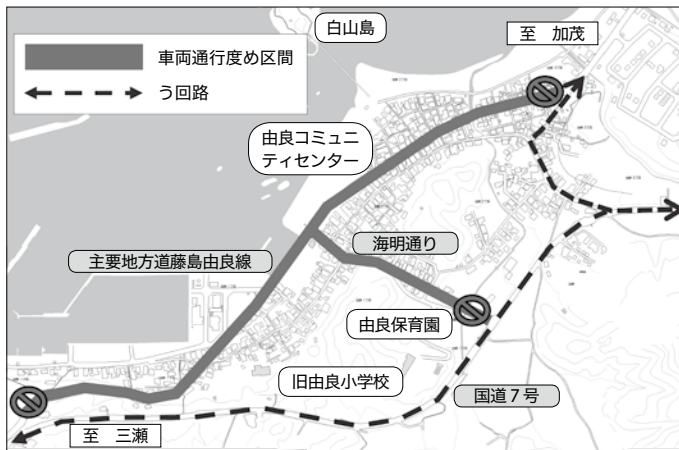 白山島
至 加茂
車両通行度め区間
う回路
由良コミュニ
ティセンター
海明通り
主要地方道藤島由良線
由良保育園
旧由良小学校
国道７号
至 三瀬